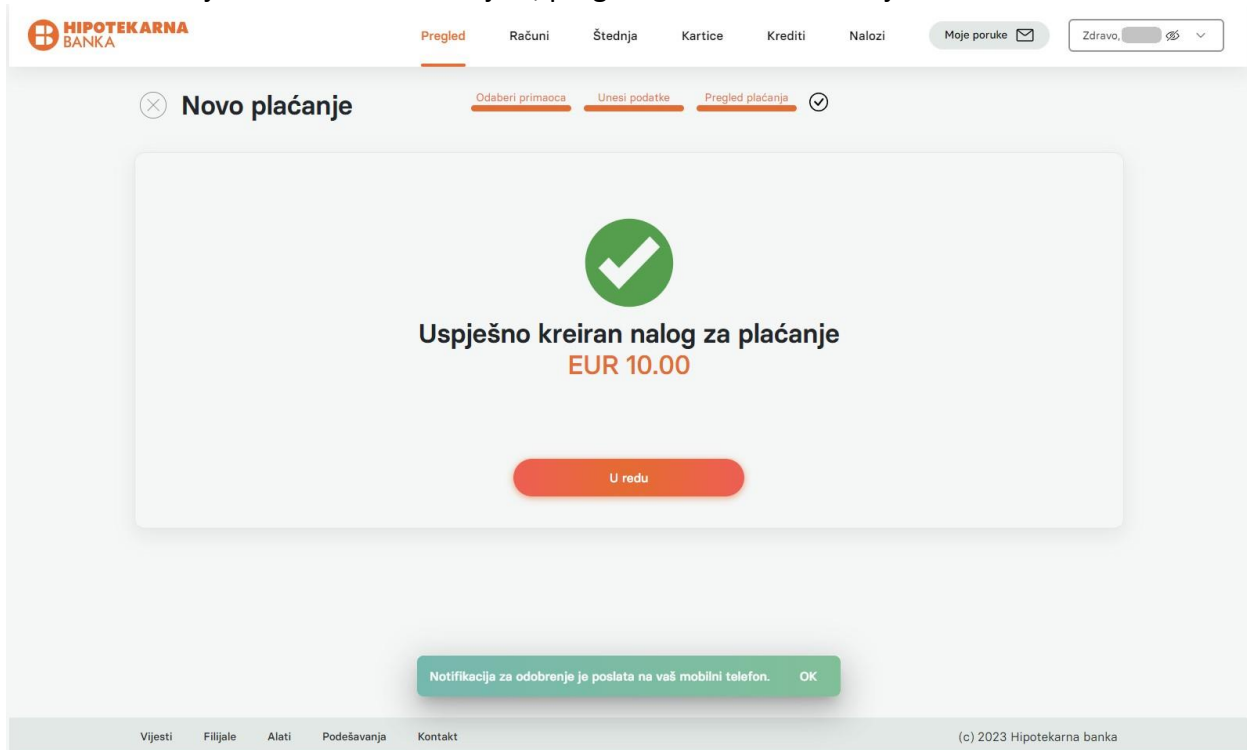 HIPOTEKARNA
BANKA
Pregled Računi Štednja Kartice Krediti Nalozi Moje poruke Zdravo,
Novo plaćanje
Odaberi primaoca Unesi podatke Pregled plaćanja
Uspješno kreiran nalog za plaćanje
EUR 10.00
U redu
Notifikacija za odobrenje je poslata na vaš mobilni telefon. OK
Vijesti Filijale Alati Podešavanja Kontakt (c) 2023 Hipotekarna banka